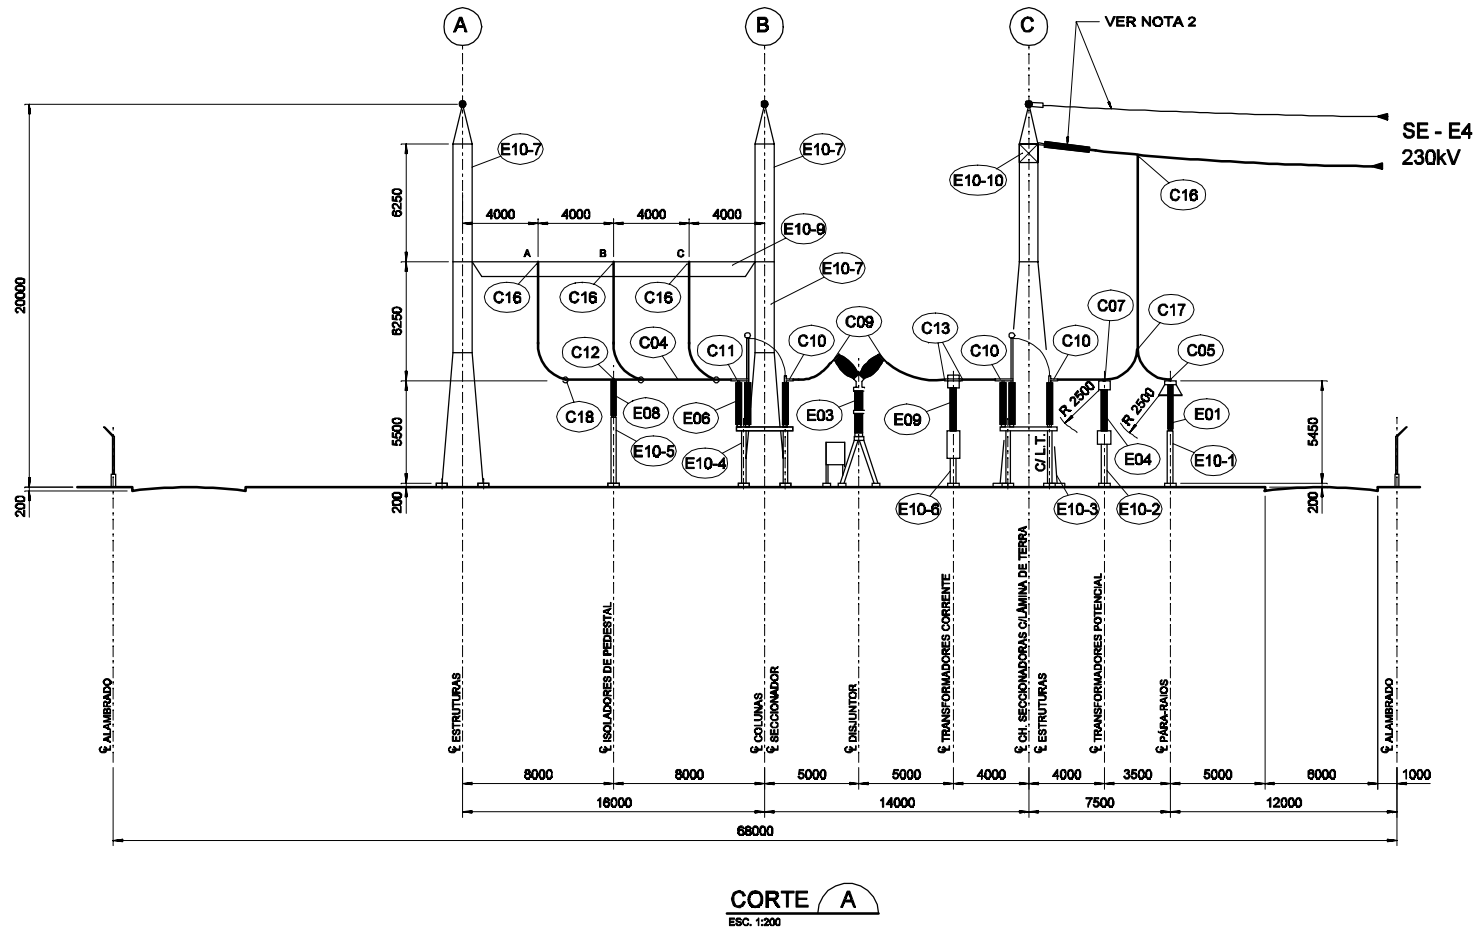 A
B
C
VER NOTA 2
SE - E4
230kV
E10-7
E10-7
E10-10
C16
6250
4000
4000
4000
4000
E10-9
20000
A
B
C
E10-7
C16
C16
C16
6250
C07
C17
C09
C13
C12
C04
C11
C10
C10
C10
C05
R 2500
R 2500
C18
E08
E06
E03
E09
E01
5500
E10-5
E10-4
C/ L.T.
E04
E10-1
5450
200
200
E10-6
E10-3
E10-2
200
℄ ALAMBRADO
℄ ESTRUTURAS
℄ ISOLADORES DE PEDESTAL
℄ COLUNAS
℄ SECCIONADOR
℄ DISJUNTOR
℄ TRANSFORMADORES CORRENTE
℄ CH. SECCIONADORAS C/LÂMINA DE TERRA
℄ ESTRUTURAS
℄ TRANSFORMADORES POTENCIAL
℄ PÁRA-RAIOS
℄ ALAMBRADO
8000
8000
5000
5000
4000
4000
3500
5000
6000
1000
16000
14000
7500
12000
68000
CORTE A
ESC. 1:200